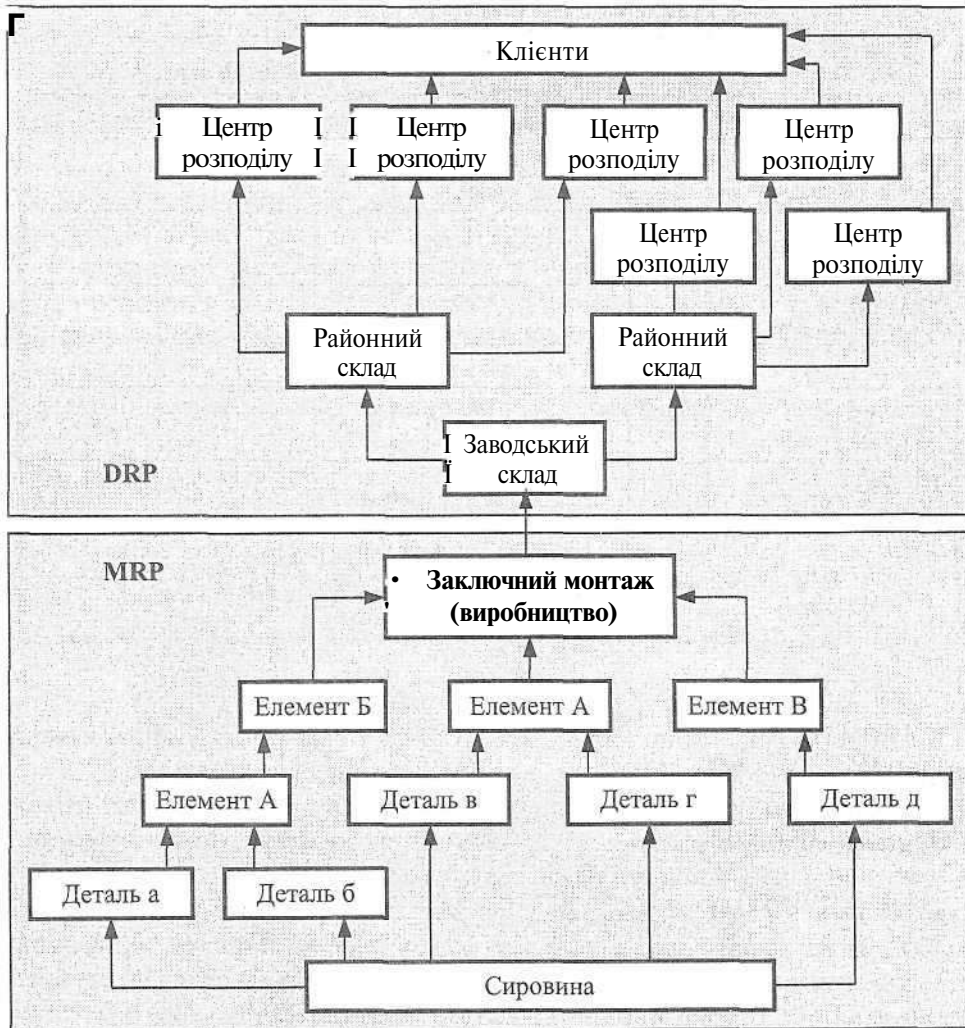 Г
Клієнти
і Центр І
розподілу І
І Центр
І розподілу
Центр
розподілу
Центр
розподілу
Центр
розподілу
Центр
розподілу
Районний
склад
Районний
склад
І Заводський
Ї склад
DRP
MRP
• Заключний монтаж
' (виробництво)
Елемент Б
Елемент А
Елемент В
Елемент А
Деталь в
Деталь г
Деталь д
Деталь а
Деталь б
Сировина